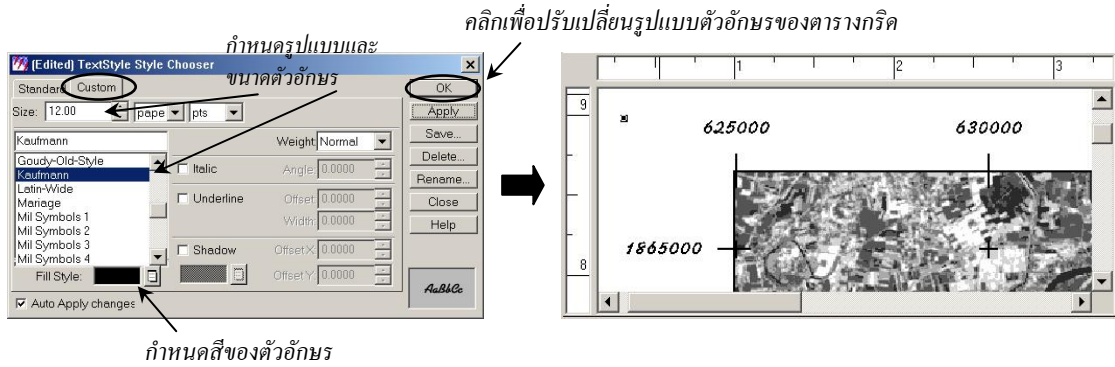 คลิกเพื่อปรับเปลี่ยนรูปแบบตัวอักษรของตารางกริด
กำหนดรูปแบบและ
ขนาดตัวอักษร
(Edited) TextStyle Style Chooser
Standard Custom
Size: 12.00 pape pts
Kaufmann
Goudy-Old-Style
Kaufmann
Latin-Wide
Mariage
Mil Symbols 1
Mil Symbols 2
Mil Symbols 3
Mil Symbols 4
Fill Style:
Auto Apply changes
Weight: Normal
Italic Angle: 0.0000
Underline Offset: 0.0000
Width: 0.0000
Shadow Offset X: 0.0000
Offset Y: 0.0000
OK
Apply
Save...
Delete...
Rename...
Close
Help
AaBbCc
กำหนดสีของตัวอักษร
1 2 3
9
8
625000 630000
1865000